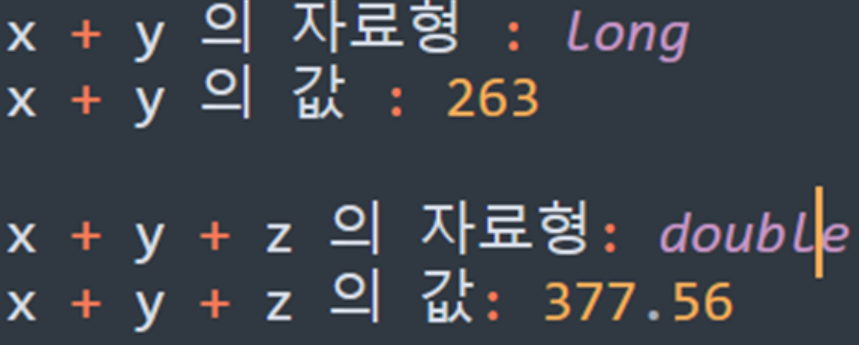 x + y 의 자료형 : long
x + y 의 값 : 263
x + y + z 의 자료형: double
x + y + z 의 값: 377.56